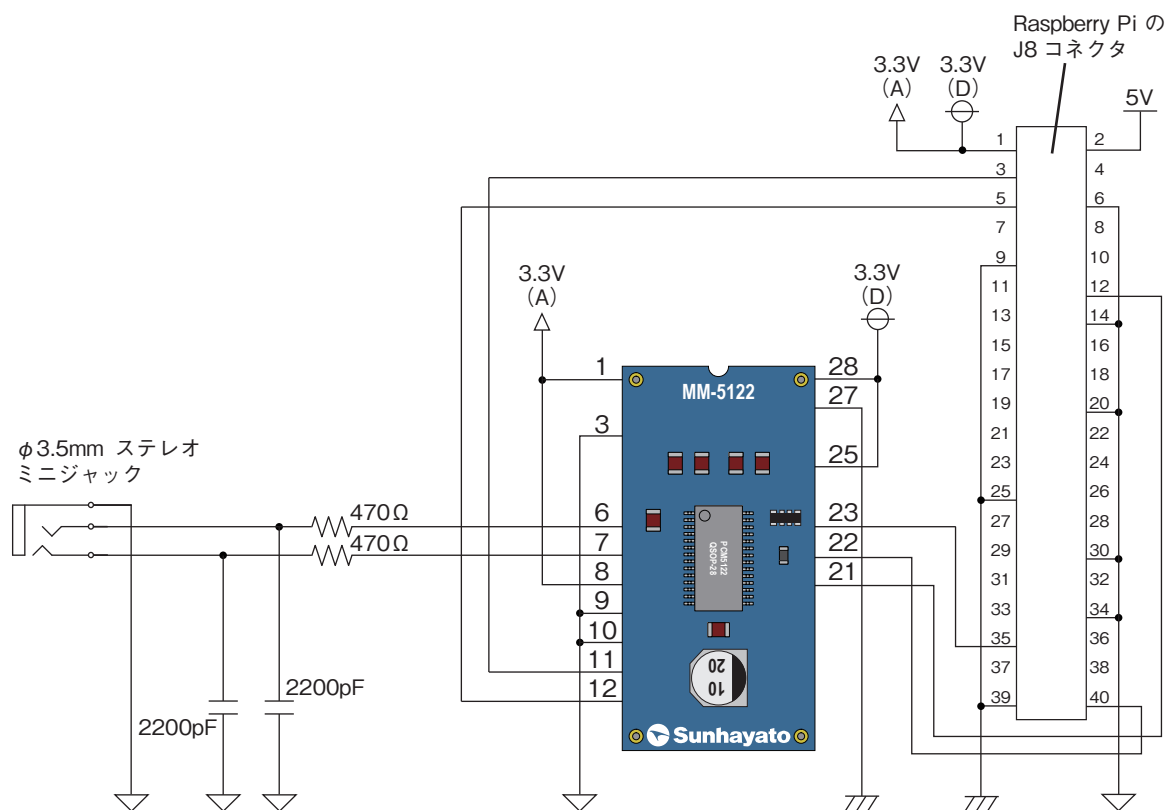 Raspberry Pi の
J8 コネクタ
3.3V
（A）
3.3V
（D）
5V
1
2
3
4
5
6
7
8
9
10
11
12
13
14
15
16
17
18
19
20
21
22
23
24
25
26
27
28
29
30
31
32
33
34
35
36
37
38
39
40
3.3V
（A）
3.3V
（D）
MM-5122
1
3
6
7
8
9
10
11
12
28
27
25
23
22
21
PCM5122
QSOP-28
20
10
Sunhayato
φ3.5mm ステレオ
ミニジャック
470Ω
470Ω
2200pF
2200pF